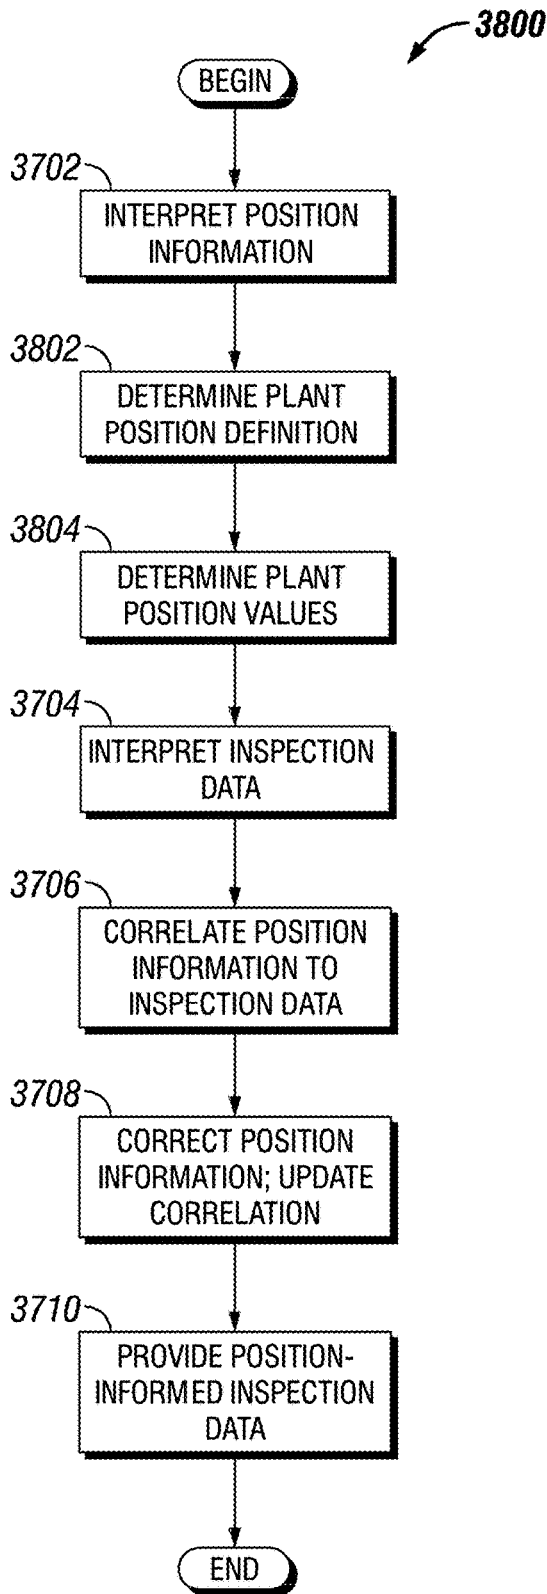 3800
BEGIN
3702
INTERPRET POSITION
INFORMATION
3802
DETERMINE PLANT
POSITION DEFINITION
3804
DETERMINE PLANT
POSITION VALUES
3704
INTERPRET INSPECTION
DATA
3706
CORRELATE POSITION
INFORMATION TO
INSPECTION DATA
3708
CORRECT POSITION
INFORMATION; UPDATE
CORRELATION
3710
PROVIDE POSITION-
INFORMED INSPECTION
DATA
END